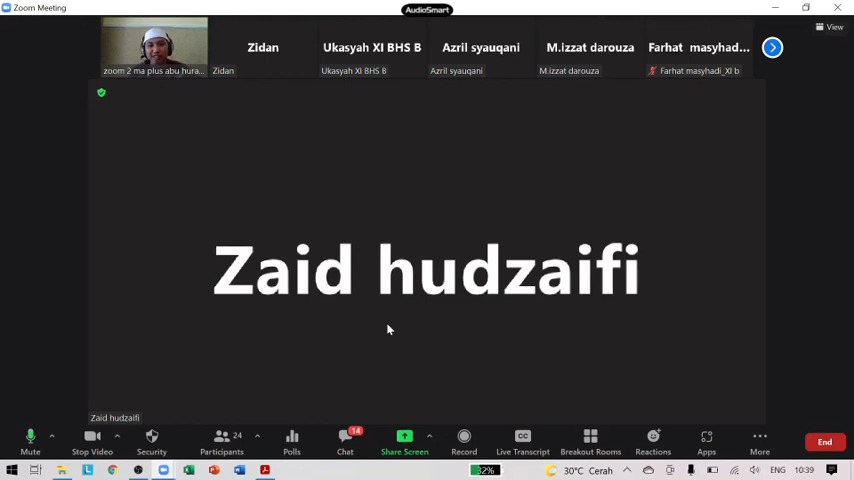 Zoom Meeting
AudioSmart
View
Zidan
Ukasyah XI BHS B
Azril syauqani
M.izzat darouza
Farhat masyhad...
zoom 2 ma plus abu hura...
Zidan
Ukasyah XI BHS B
Azril syauqani
M.izzat darouza
Farhat masyhadi_XI b
Zaid hudzaifi
Zaid hudzaifi
24
14
CC
Mute
Stop Video
Security
Participants
Polls
Chat
Share Screen
Record
Live Transcript
Breakout Rooms
Reactions
Apps
More
End
32%
30°C Cerah
ENG
10:39